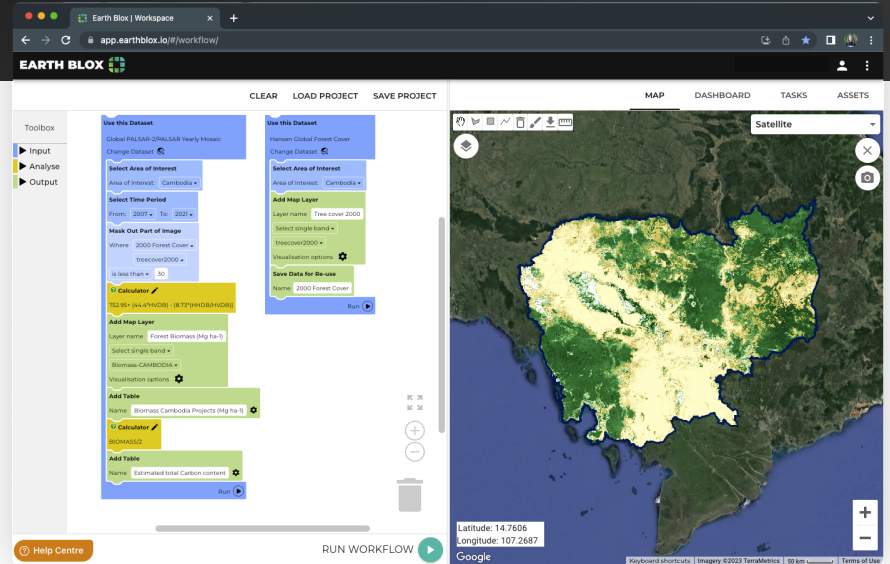 Earth Blox | Workspace
app.earthblox.io/#/workflow/
EARTH BLOX
CLEAR LOAD PROJECT SAVE PROJECT
MAP DASHBOARD TASKS ASSETS
Toolbox
Input
Analyse
Output
Use this Dataset
Global PALSAR-2/PALSAR Yearly Mosaic
Change Dataset
Select Area of Interest
Area of Interest: Cambodia
Select Time Period
From: 2007 To: 2021
Mask Out Part of Image
Where 2000 Forest Cover
treecover2000
is less than 30
Calculator
752.95+ (44.4*HVDB) - (8.73*(HHDB/HVDB))
Add Map Layer
Layer name Forest Biomass (Mg ha-1)
Select single band
Biomass-CAMBODIA
Visualisation options
Add Table
Name Biomass Cambodia Projects (Mg ha-1)
Calculator
BIOMASS/2
Add Table
Name Estimated total Carbon content
Run
Use this Dataset
Hansen Global Forest Cover
Change Dataset
Select Area of Interest
Area of Interest: Cambodia
Add Map Layer
Layer name Tree cover 2000
Select single band
treecover2000
Visualisation options
Save Data for Re-use
Name 2000 Forest Cover
Run
Help Centre
RUN WORKFLOW
Satellite
Latitude: 14.7606
Longitude: 107.2687
Google
Keyboard shortcuts Imagery ©2023 TerraMetrics 50 km Terms of Use